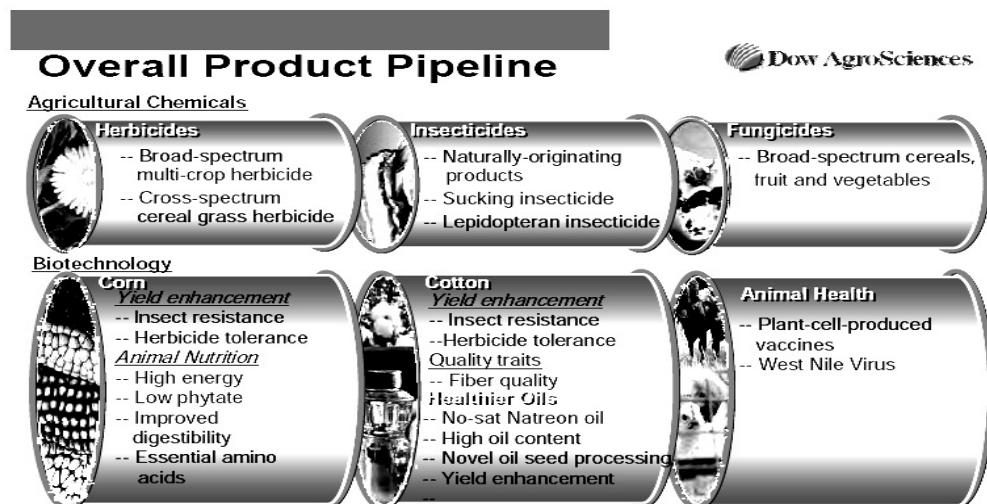 Overall Product Pipeline
Dow AgroSciences
Agricultural Chemicals
Herbicides
-- Broad-spectrum
multi-crop herbicide
-- Cross-spectrum
cereal grass herbicide
Insecticides
-- Naturally-originating
products
-- Sucking insecticide
-- Lepidopteran insecticide
Fungicides
-- Broad-spectrum cereals,
fruit and vegetables
Biotechnology
Corn
Yield enhancement
-- Insect resistance
-- Herbicide tolerance
Animal Nutrition
-- High energy
-- Low phytate
-- Improved
digestibility
-- Essential amino
acids
Cotton
Yield enhancement
-- Insect resistance
--Herbicide tolerance
Quality traits
-- Fiber quality
Healthier Oils
-- No-sat Natreon oil
-- High oil content
-- Novel oil seed processing
-- Yield enhancement
--
Animal Health
-- Plant-cell-produced
vaccines
-- West Nile Virus